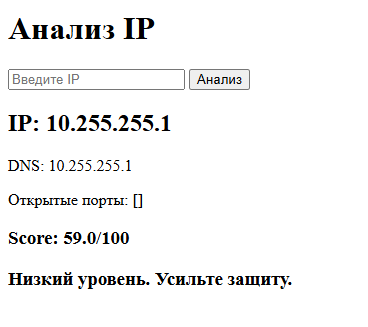 Анализ IP
Введите IP Анализ
IP: 10.255.255.1
DNS: 10.255.255.1
Открытые порты: []
Score: 59.0/100
Низкий уровень. Усильте защиту.